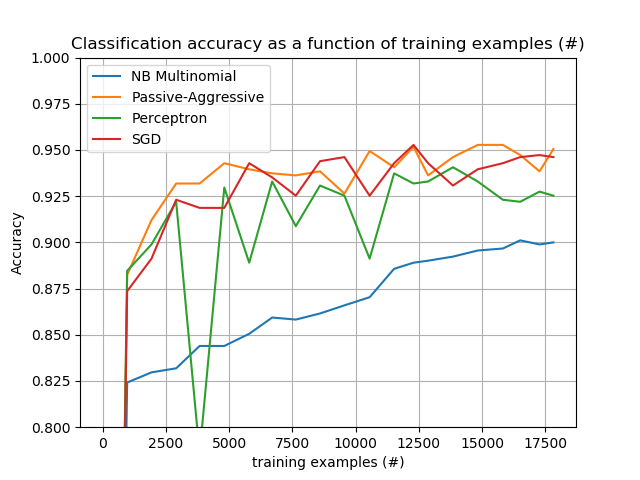 Classification accuracy as a function of training examples (#)
1.000
0.975
0.950
0.925
0.900
0.875
0.850
0.825
0.800
Accuracy
NB Multinomial
Passive-Aggressive
Perceptron
SGD
0 2500 5000 7500 10000 12500 15000 17500
training examples (#)